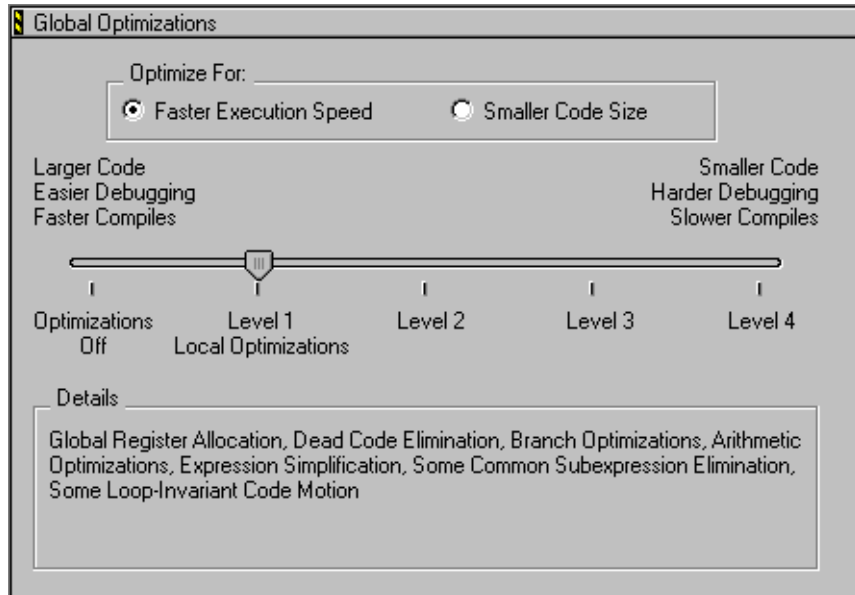 Global Optimizations
Optimize For:
Faster Execution Speed Smaller Code Size
Larger Code
Easier Debugging
Faster Compiles
Smaller Code
Harder Debugging
Slower Compiles
Optimizations Off
Level 1
Local Optimizations
Level 2
Level 3
Level 4
Details
Global Register Allocation, Dead Code Elimination, Branch Optimizations, Arithmetic
Optimizations, Expression Simplification, Some Common Subexpression Elimination,
Some Loop-Invariant Code Motion